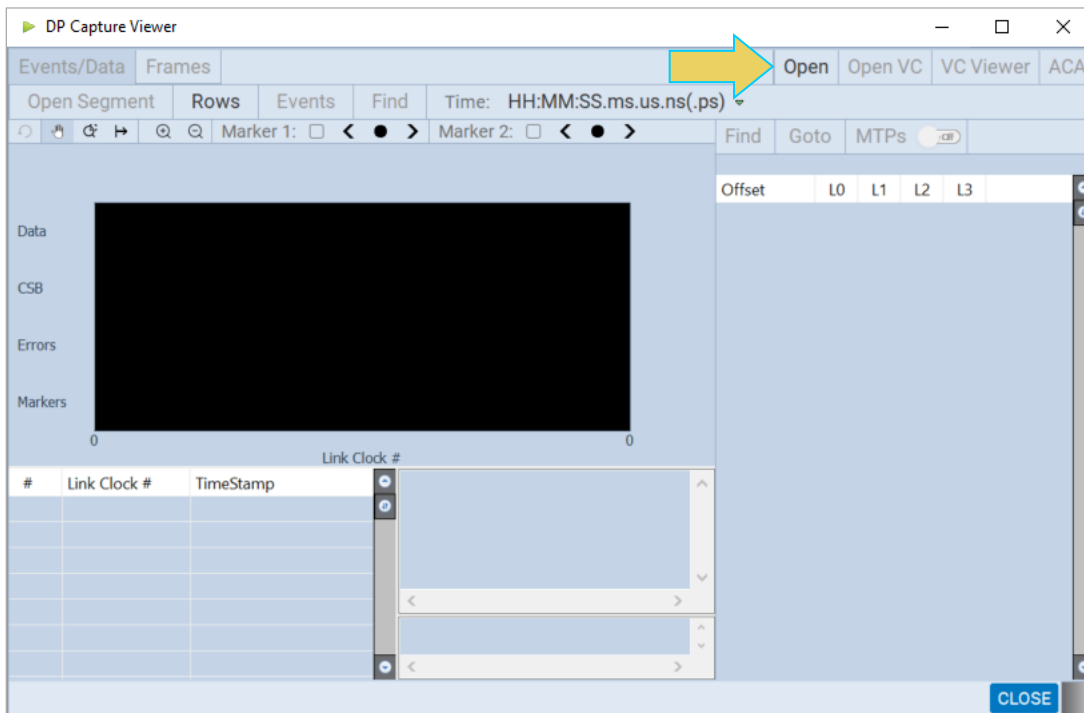 DP Capture Viewer
Events/Data Frames Open Open VC VC Viewer ACA
Open Segment Rows Events Find Time: HH:MM:SS.ms.us.ns(.ps)
Marker 1: Marker 2:
Find Goto MTPs Off
Offset L0 L1 L2 L3
Data
CSB
Errors
Markers
0 0
Link Clock #
# Link Clock # TimeStamp
CLOSE